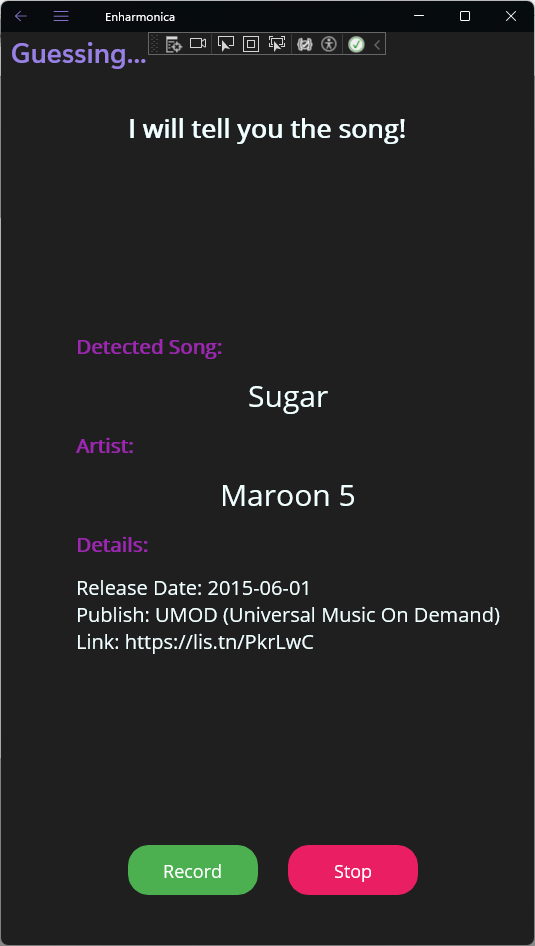 Enharmonica
Guessing...
I will tell you the song!
Detected Song:
Sugar
Artist:
Maroon 5
Details:
Release Date: 2015-06-01
Publish: UMOD (Universal Music On Demand)
Link: https://lis.tn/PkrLwC
Record
Stop